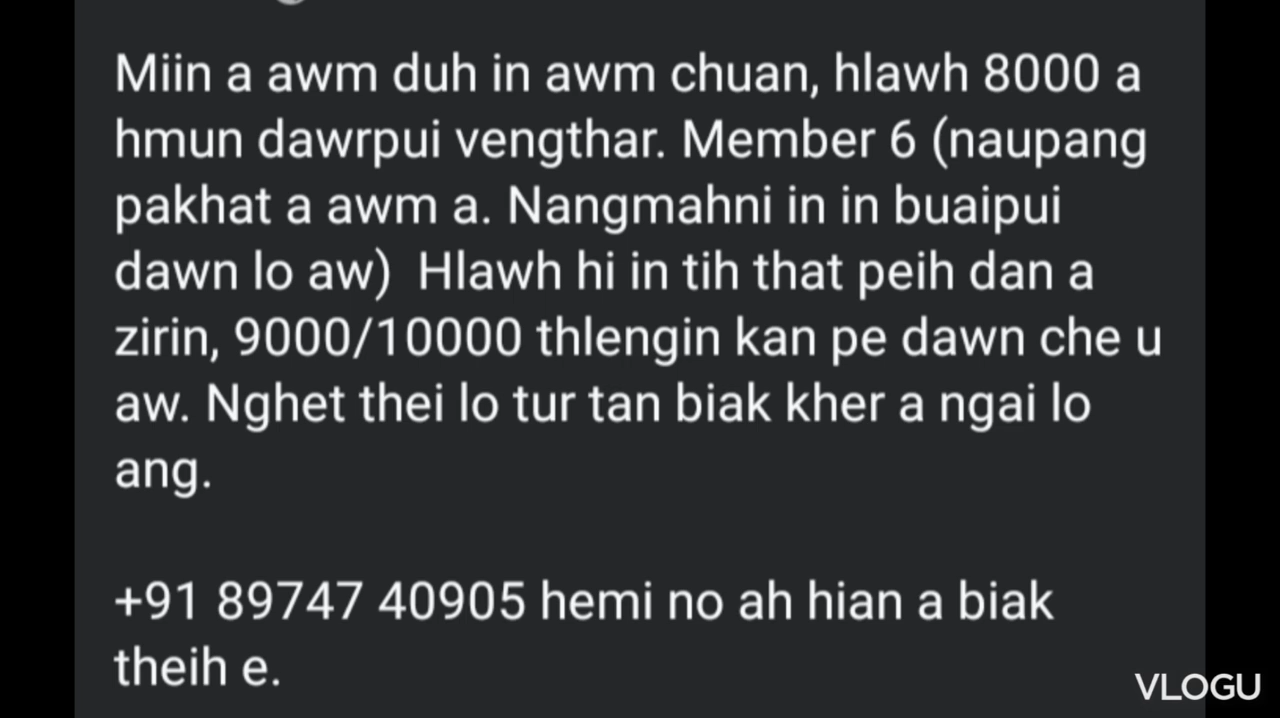 Miin a awm duh in awm chuan, hlawh 8000 a
hmun dawrpui vengthar. Member 6 (naupang
pakhat a awm a. Nangmahni in in buaipui
dawn lo aw)  Hlawh hi in tih that peih dan a
zirin, 9000/10000 thlengin kan pe dawn che u
aw. Nghet thei lo tur tan biak kher a ngai lo
ang.
+91 89747 40905 hemi no ah hian a biak
theih e.
VLOGU